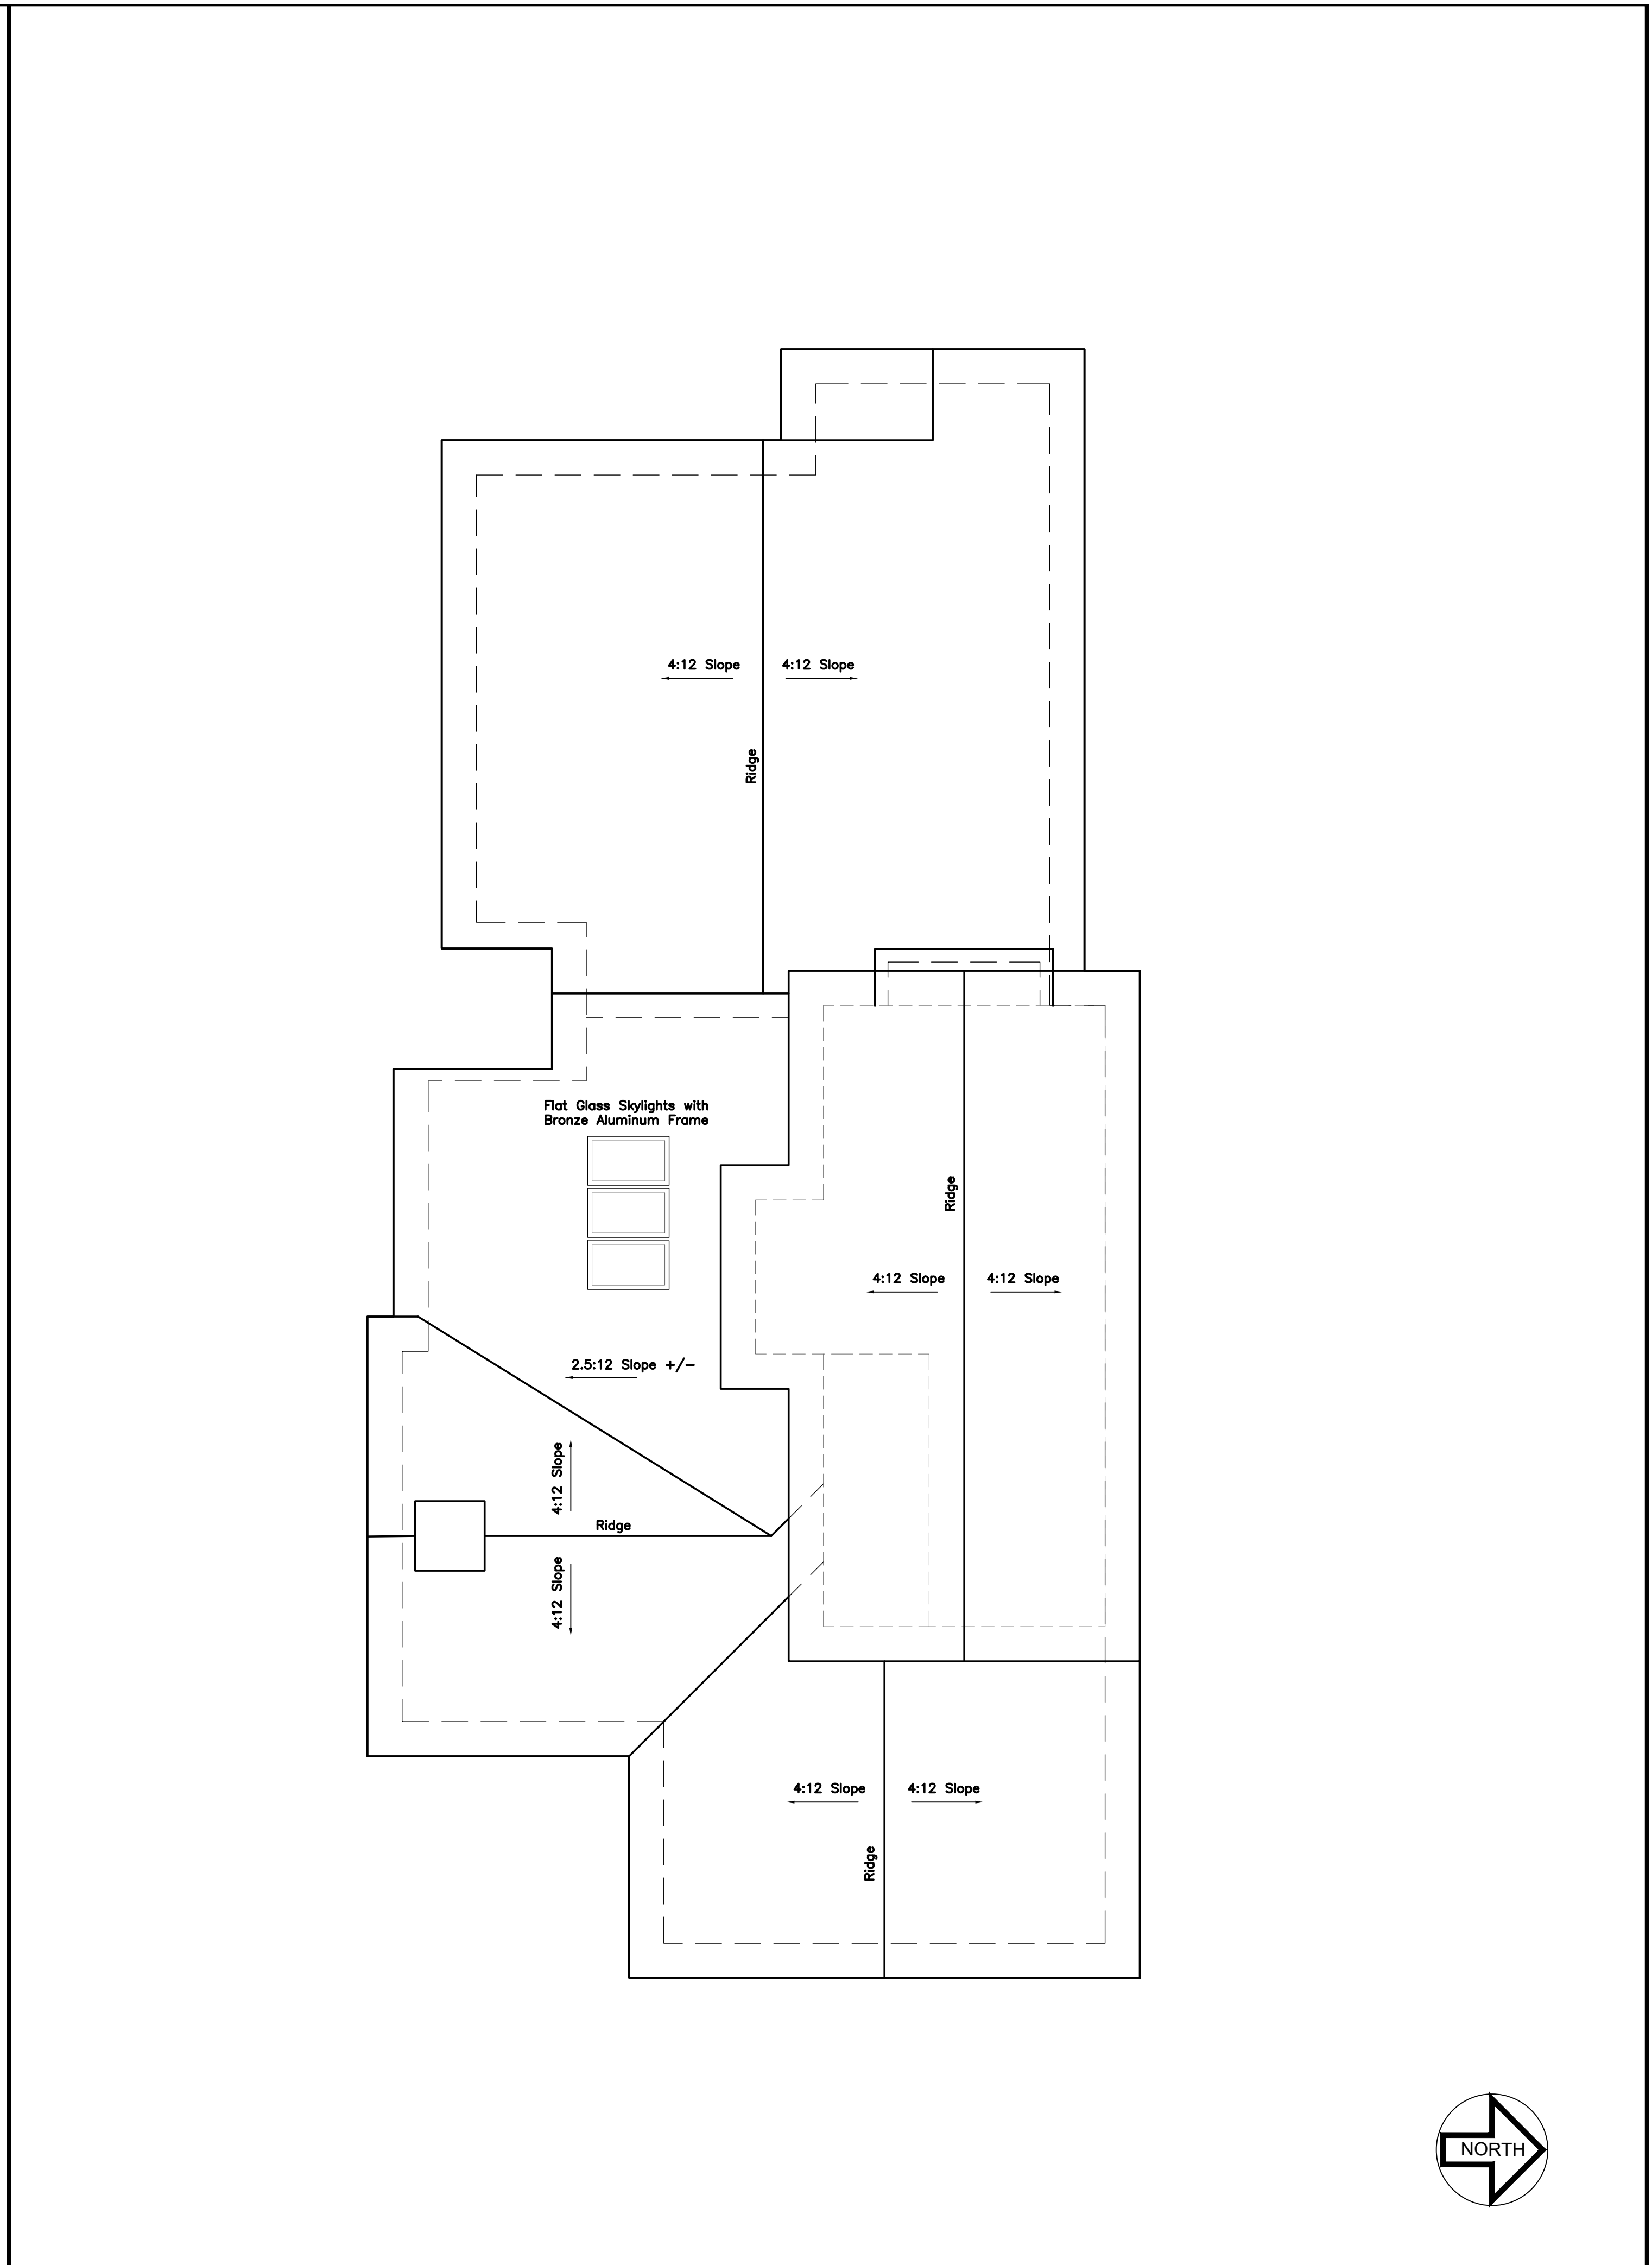 4:12 Slope
4:12 Slope
Ridge
Flat Glass Skylights with
Bronze Aluminum Frame
Ridge
4:12 Slope
4:12 Slope
2.5:12 Slope +/-
4:12 Slope
Ridge
4:12 Slope
4:12 Slope
4:12 Slope
Ridge
NORTH